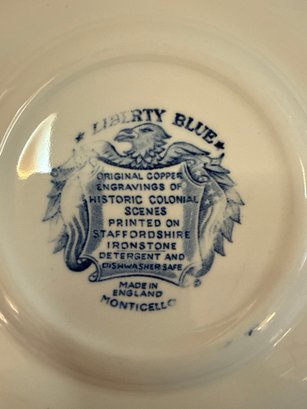 ★ LIBERTY BLUE ★
ORIGINAL COPPER
ENGRAVINGS OF
HISTORIC COLONIAL
SCENES
PRINTED ON
STAFFORDSHIRE
IRONSTONE
DETERGENT AND
DISHWASHER SAFE
MADE IN
ENGLAND
MONTICELLO